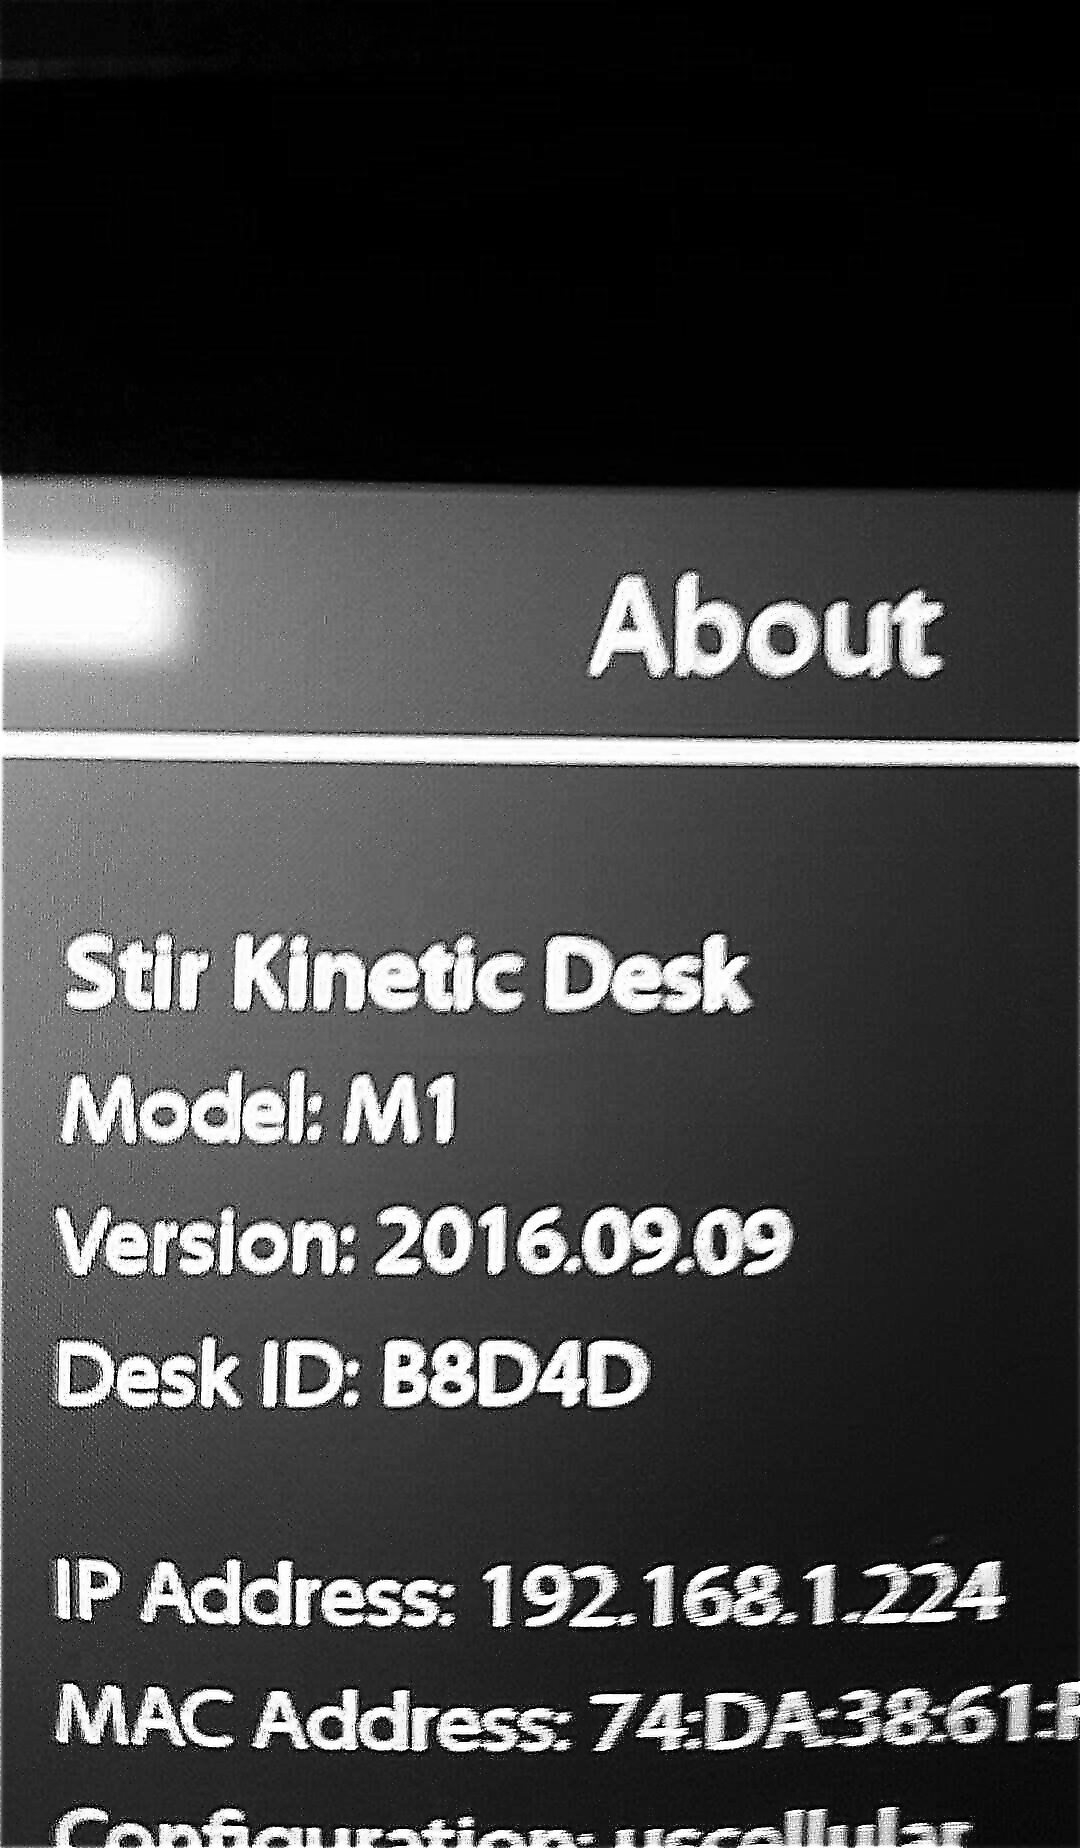 About
Stir Kinetic Desk
Model: M1
Version: 2016.09.09
Desk ID: B8D4D
IP Address: 192.168.1.224
MAC Address: 74:DA:38:61:
Configuration: uscellular